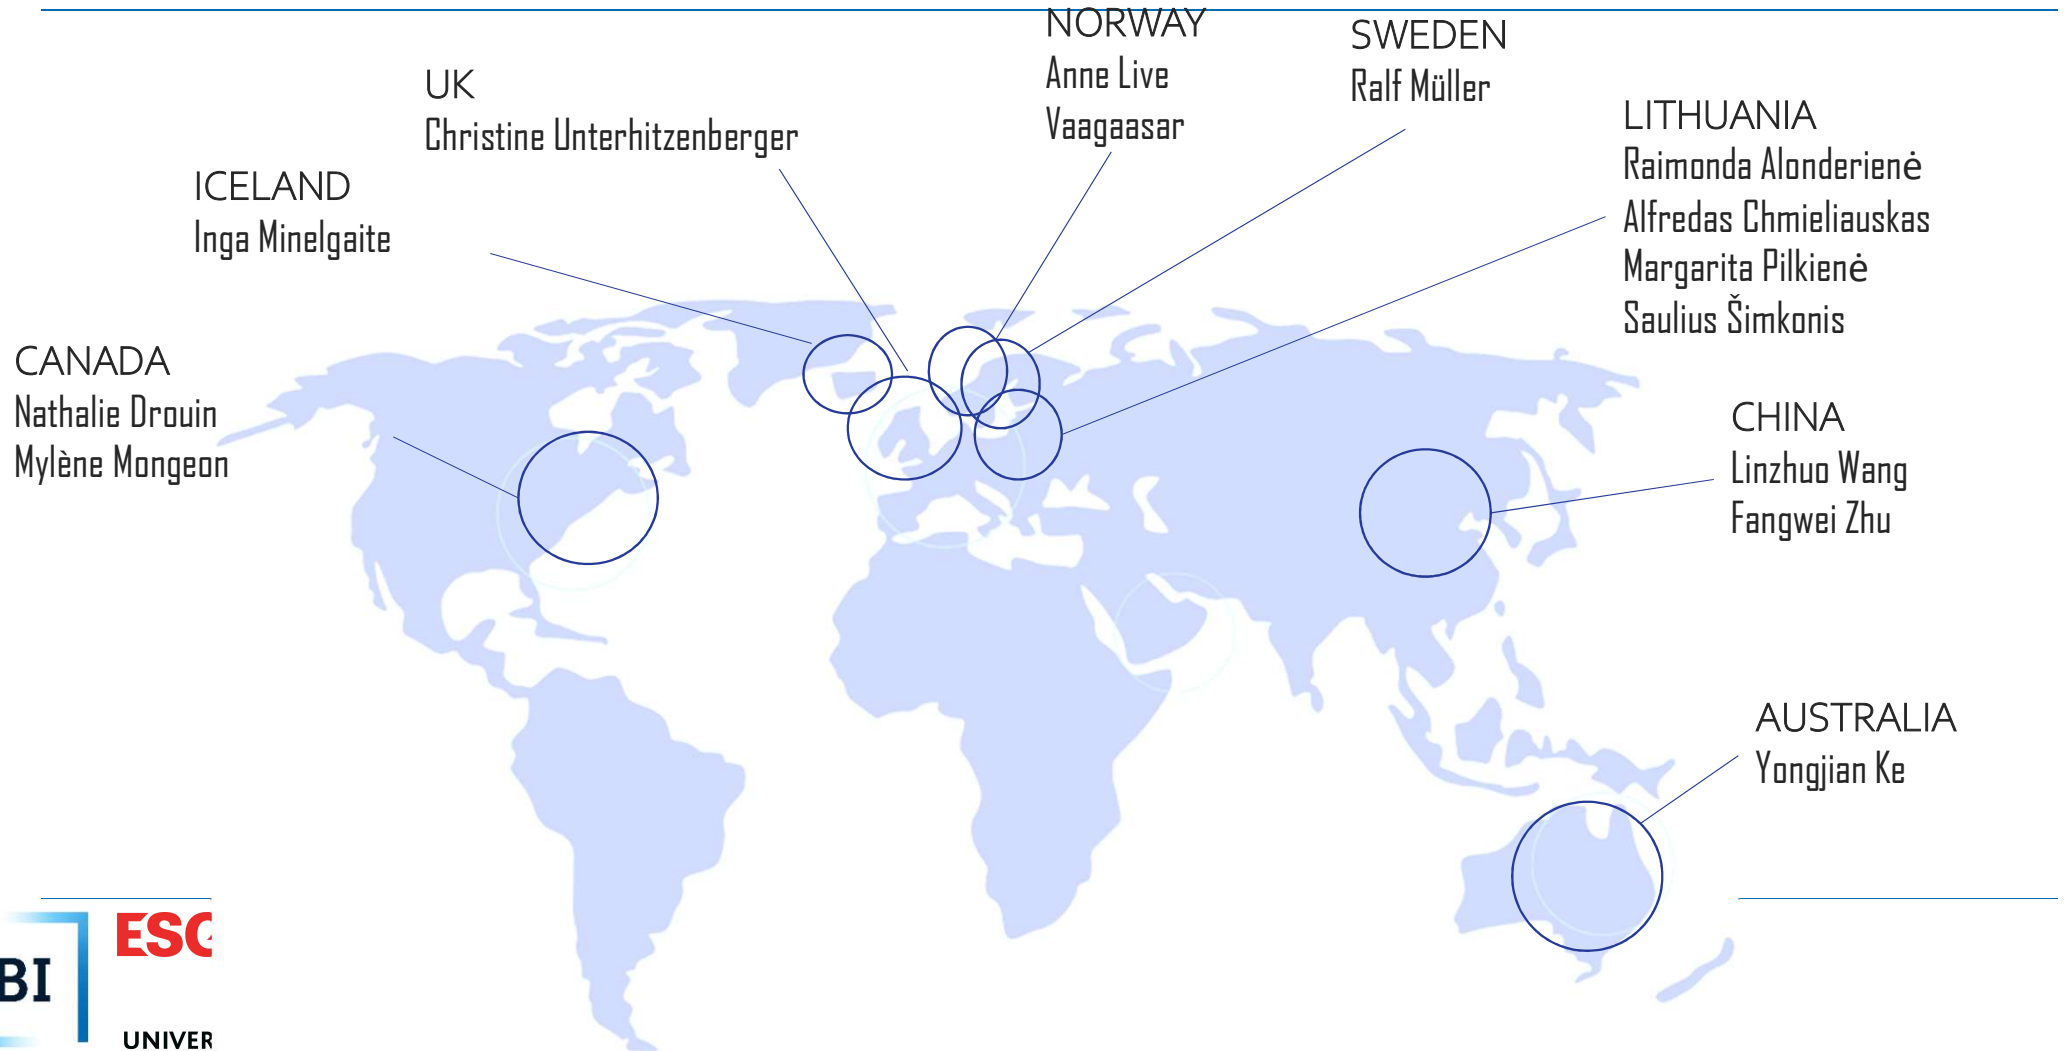 NORWAY
Anne Live
Vaagaasar
SWEDEN
Ralf Müller
UK
Christine Unterhitzenberger
LITHUANIA
Raimonda Alonderienė
Alfredas Chmieliauskas
Margarita Pilkienė
Saulius Šimkonis
ICELAND
Inga Minelgaite
CANADA
Nathalie Drouin
Mylène Mongeon
CHINA
Linzhuo Wang
Fangwei Zhu
AUSTRALIA
Yongjian Ke
BI
ESG
UNIVER